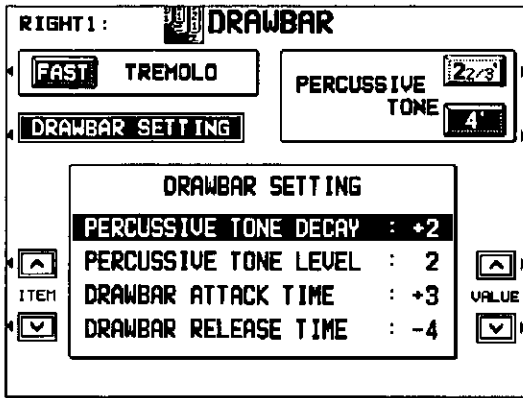 RIGHT1: DRAWBAR
FAST TREMOLO
PERCUSSIVE TONE
2 2/3'
4'
DRAWBAR SETTING
DRAWBAR SETTING
PERCUSSIVE TONE DECAY : +2
PERCUSSIVE TONE LEVEL : 2
DRAWBAR ATTACK TIME : +3
DRAWBAR RELEASE TIME : -4
ITEM
VALUE